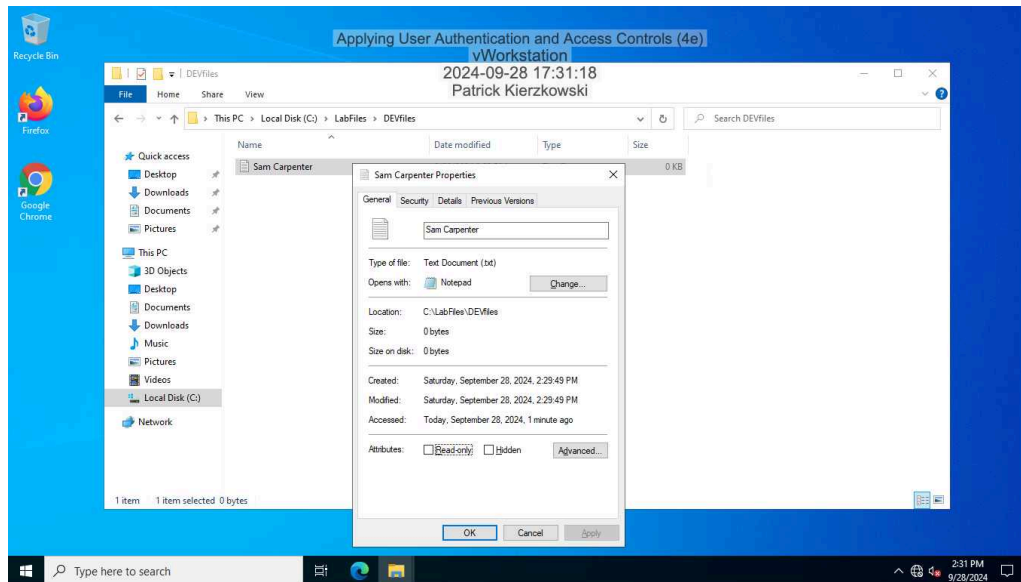 Recycle Bin
Firefox
Google
Chrome
Applying User Authentication and Access Controls (4e)
vWorkstation
2024-09-28 17:31:18
Patrick Kierzkowski
DEVfiles
File Home Share View
This PC > Local Disk (C:) > LabFiles > DEVfiles
Search DEVfiles
Name Date modified Type Size
Quick access
Desktop
Downloads
Documents
Pictures
This PC
3D Objects
Desktop
Documents
Downloads
Music
Pictures
Videos
Local Disk (C:)
Network
Sam Carpenter 0 KB
Sam Carpenter Properties
General Security Details Previous Versions
Sam Carpenter
Type of file: Text Document (.txt)
Opens with: Notepad Change...
Location: C:\LabFiles\DEVfiles
Size: 0 bytes
Size on disk: 0 bytes
Created: Saturday, September 28, 2024, 2:29:49 PM
Modified: Saturday, September 28, 2024, 2:29:49 PM
Accessed: Today, September 28, 2024, 1 minute ago
Attributes: Read-only Hidden Advanced...
OK Cancel Apply
1 item 1 item selected 0 bytes
Type here to search
2:31 PM
9/28/2024